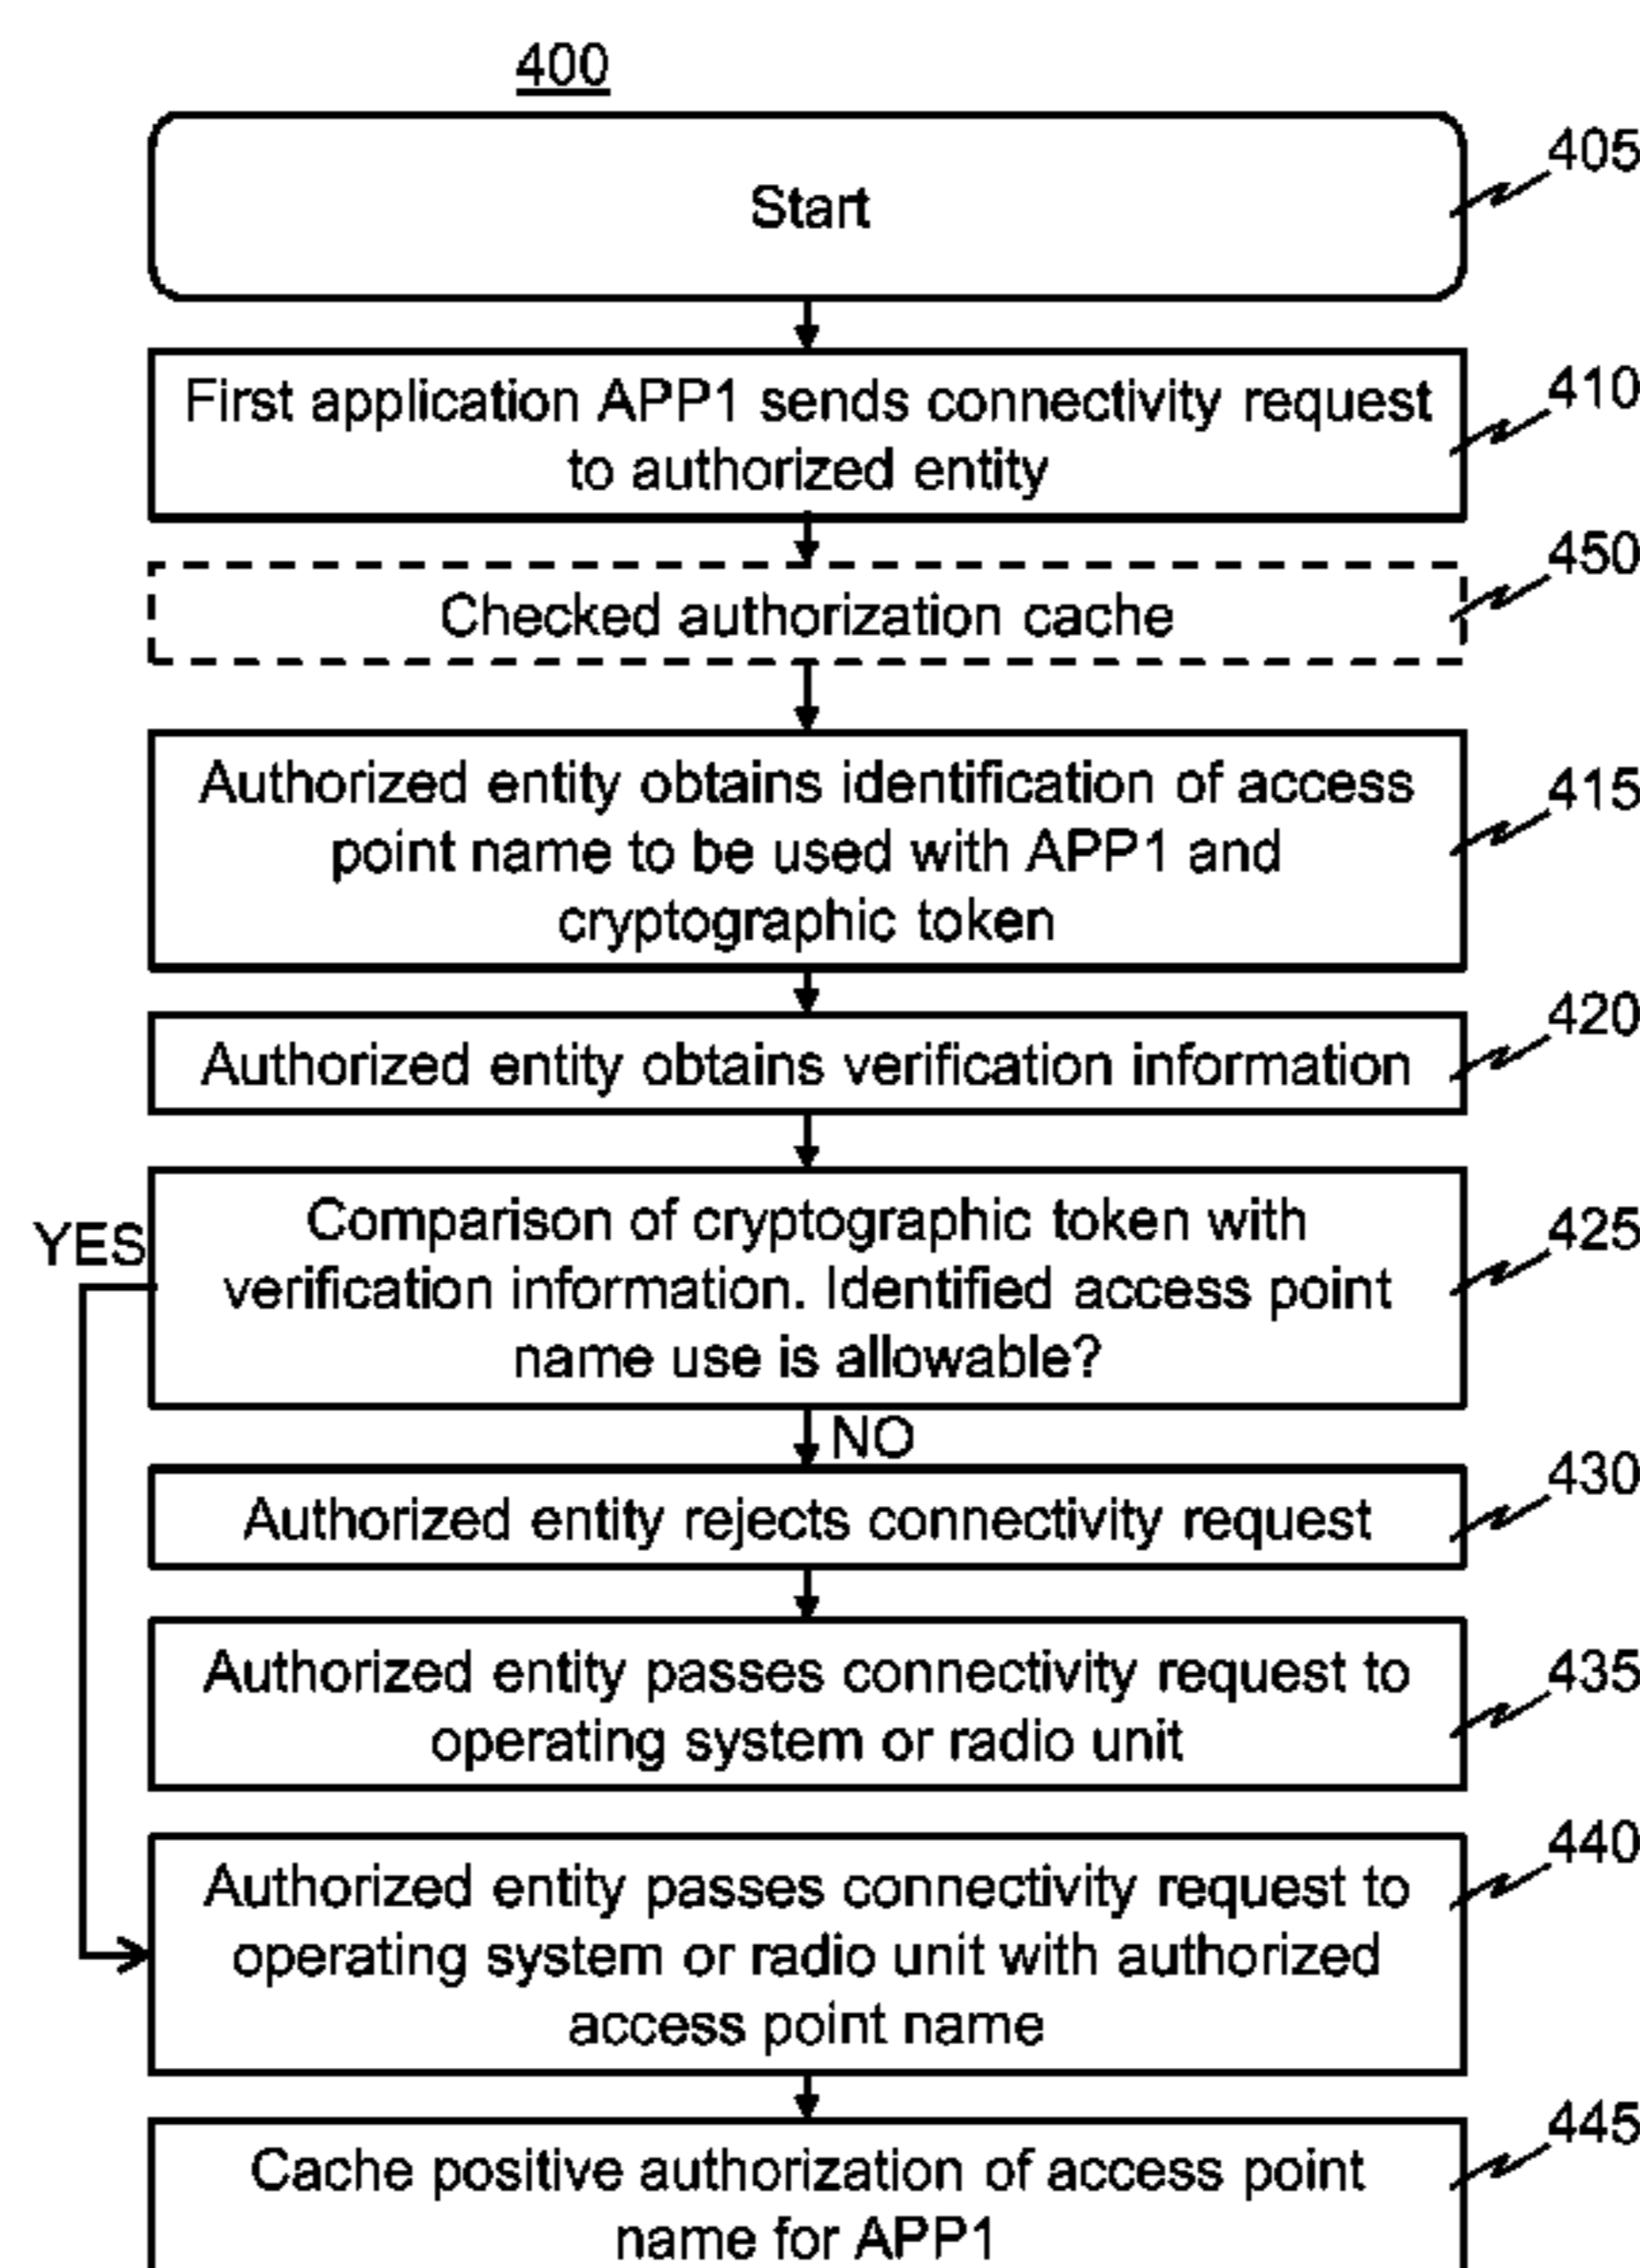 400
Start
405
First application APP1 sends connectivity request
to authorized entity
410
Checked authorization cache
450
Authorized entity obtains identification of access
point name to be used with APP1 and
cryptographic token
415
Authorized entity obtains verification information
420
YES
Comparison of cryptographic token with
verification information. Identified access point
name use is allowable?
425
NO
Authorized entity rejects connectivity request
430
Authorized entity passes connectivity request to
operating system or radio unit
435
Authorized entity passes connectivity request to
operating system or radio unit with authorized
access point name
440
Cache positive authorization of access point
name for APP1
445